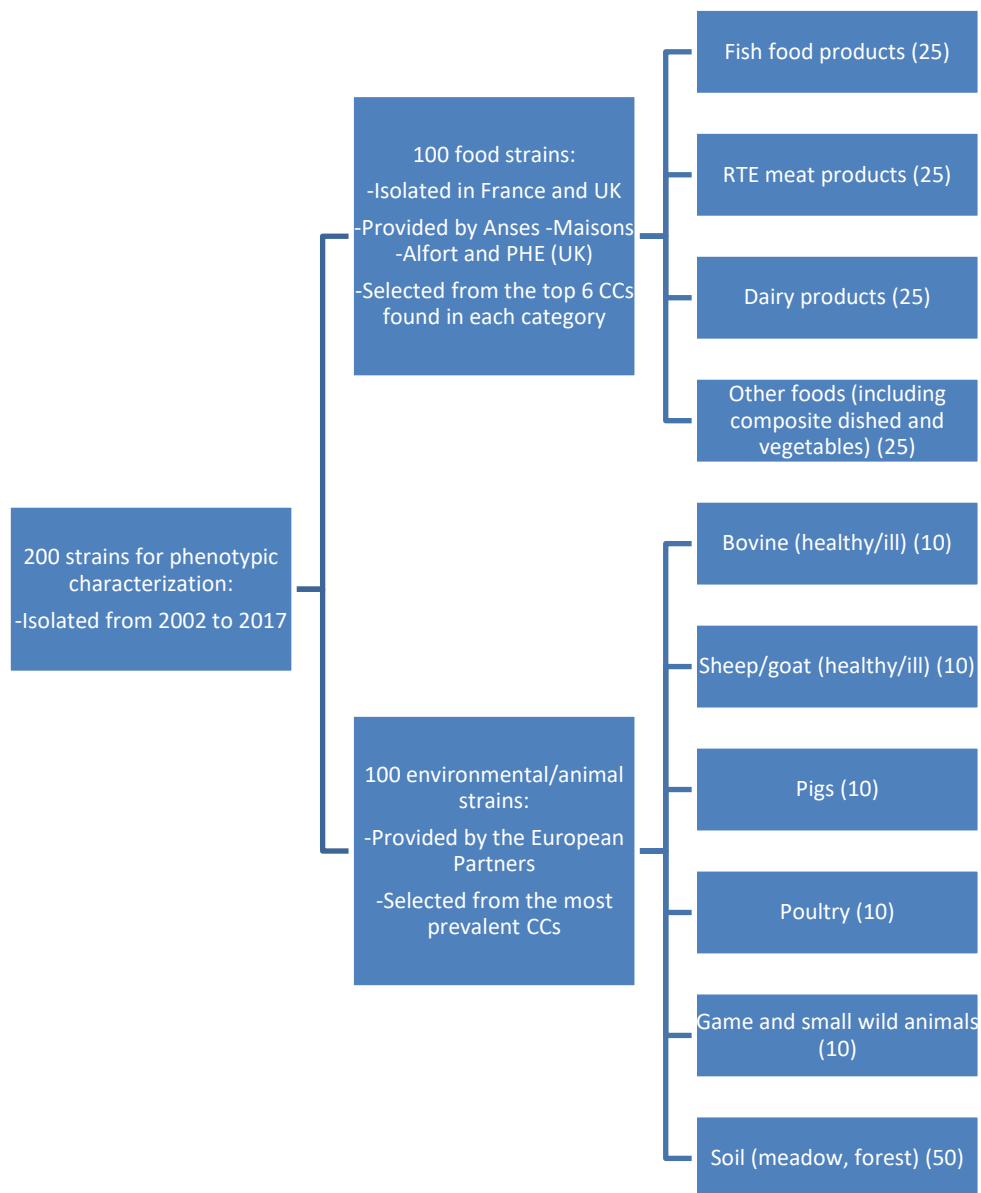 200 strains for phenotypic
characterization:
-Isolated from 2002 to 2017
100 food strains:
-Isolated in France and UK
-Provided by Anses -Maisons
-Alfort and PHE (UK)
-Selected from the top 6 CCs
found in each category
Fish food products (25)
RTE meat products (25)
Dairy products (25)
Other foods (including
composite dished and
vegetables) (25)
100 environmental/animal
strains:
-Provided by the European
Partners
-Selected from the most
prevalent CCs
Bovine (healthy/ill) (10)
Sheep/goat (healthy/ill) (10)
Pigs (10)
Poultry (10)
Game and small wild animals
(10)
Soil (meadow, forest) (50)